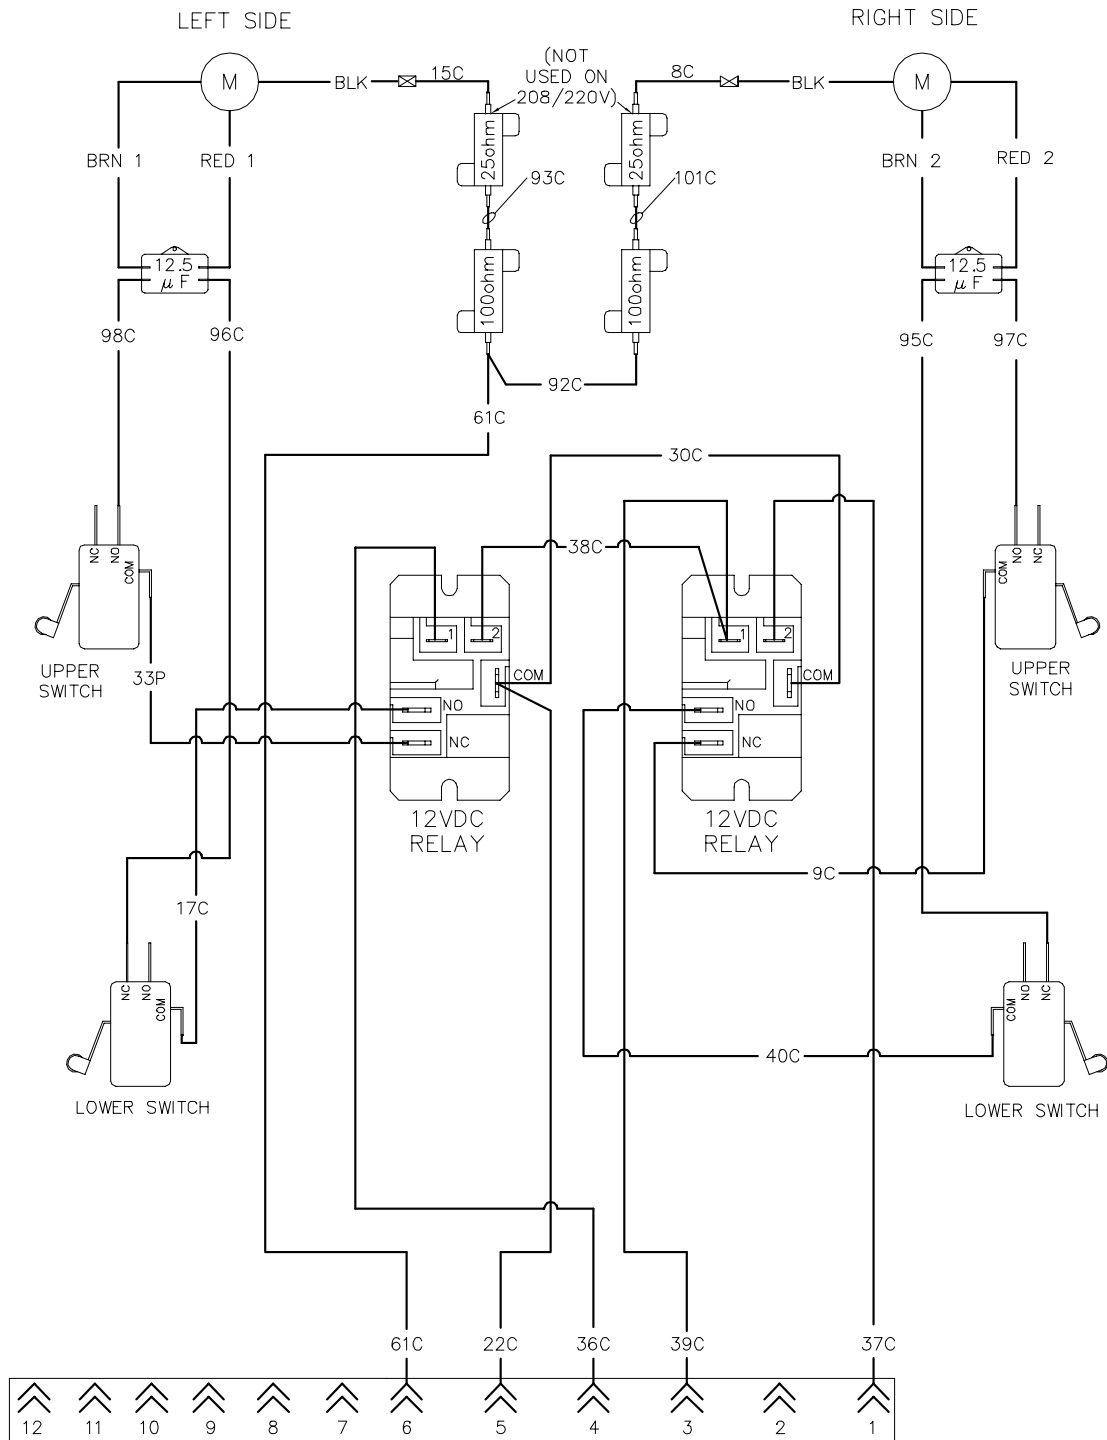 LEFT SIDE
RIGHT SIDE
(NOT
USED ON
208/220V)
M
BLK
15C
8C
BLK
M
BRN 1
RED 1
25ohm
25ohm
93C
101C
BRN 2
RED 2
12.5
µ F
100ohm
100ohm
12.5
µ F
98C
96C
95C
97C
92C
61C
30C
38C
NC
NO
COM
UPPER
SWITCH
33P
1
2
COM
NO
NC
12VDC
RELAY
1
2
COM
NO
NC
12VDC
RELAY
COM
NO
NC
UPPER
SWITCH
9C
17C
NC
NO
COM
LOWER SWITCH
40C
COM
NO
NC
LOWER SWITCH
61C
22C
36C
39C
37C
12
11
10
9
8
7
6
5
4
3
2
1